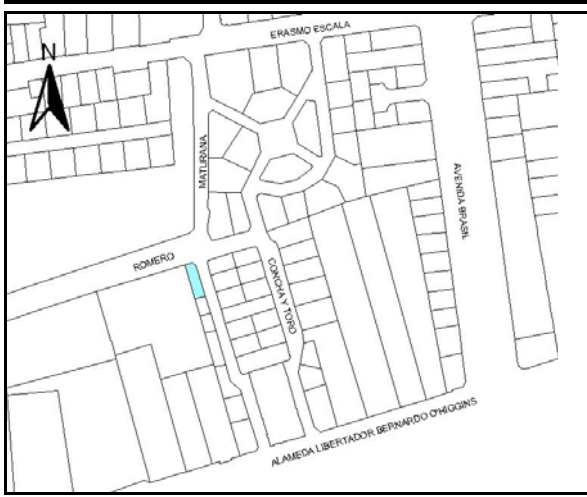 ERASMO ESCALA
N
MATURANA
AVENIDA BRASIL
ROMERO
CONCHA Y TORO
ALAMEDA LIBERTADOR BERNARDO O'HIGGINS